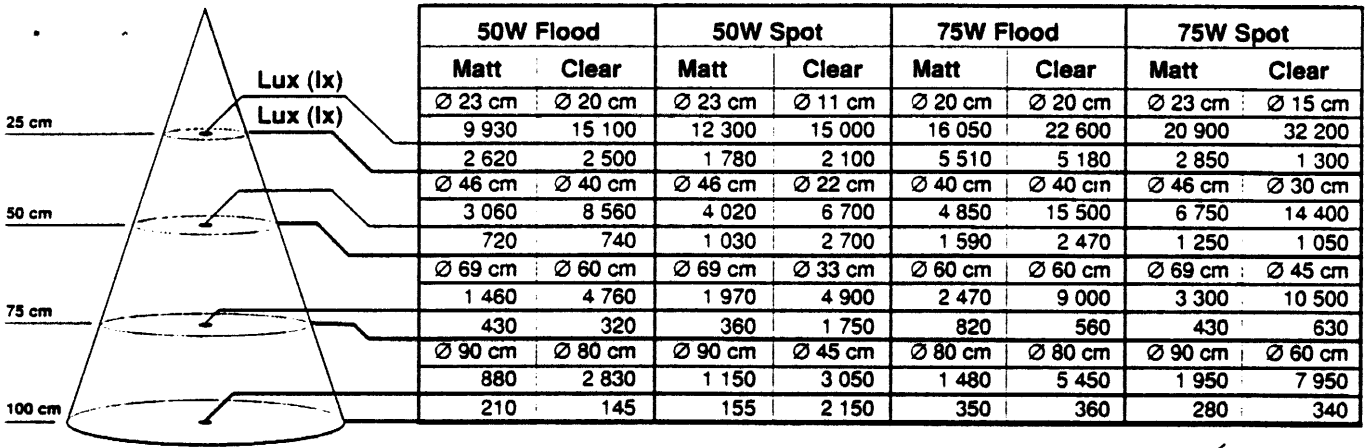 50W Flood 50W Spot 75W Flood 75W Spot
Matt Clear Matt Clear Matt Clear Matt Clear
Lux (lx)
Ø 23 cm Ø 20 cm Ø 23 cm Ø 11 cm Ø 20 cm Ø 20 cm Ø 23 cm Ø 15 cm
Lux (lx)
25 cm
9 930 15 100 12 300 15 000 16 050 22 600 20 900 32 200
2 620 2 500 1 780 2 100 5 510 5 180 2 850 1 300
Ø 46 cm Ø 40 cm Ø 46 cm Ø 22 cm Ø 40 cm Ø 40 cm Ø 46 cm Ø 30 cm
50 cm
3 060 8 560 4 020 6 700 4 850 15 500 6 750 14 400
720 740 1 030 2 700 1 590 2 470 1 250 1 050
Ø 69 cm Ø 60 cm Ø 69 cm Ø 33 cm Ø 60 cm Ø 60 cm Ø 69 cm Ø 45 cm
1 460 4 760 1 970 4 900 2 470 9 000 3 300 10 500
75 cm
430 320 360 1 750 820 560 430 630
Ø 90 cm Ø 80 cm Ø 90 cm Ø 45 cm Ø 80 cm Ø 80 cm Ø 90 cm Ø 60 cm
880 2 830 1 150 3 050 1 480 5 450 1 950 7 950
100 cm
210 145 155 2 150 350 360 280 340